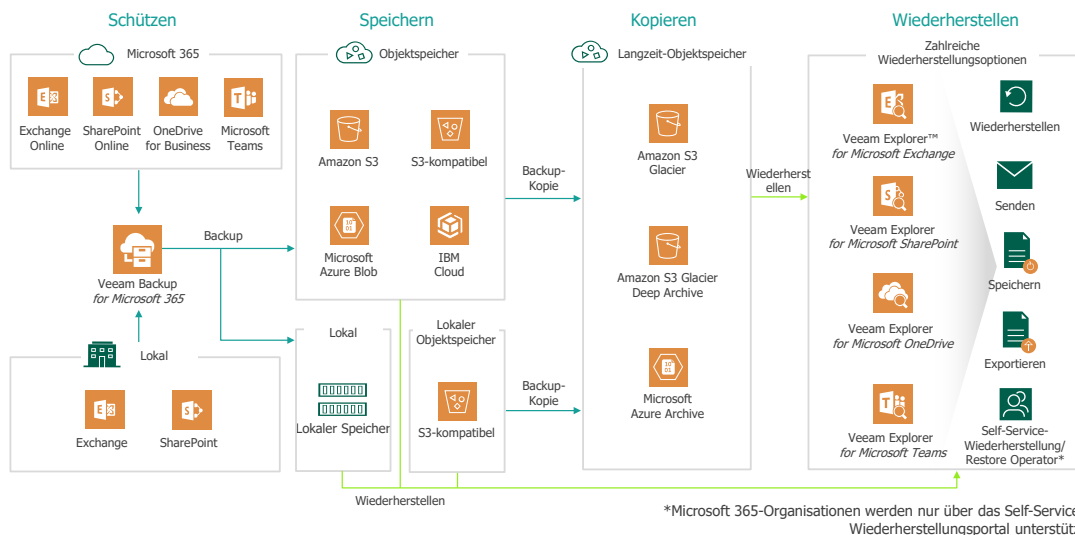 Schützen
Speichern
Kopieren
Wiederherstellen
Microsoft 365
Exchange
Online
SharePoint
Online
OneDrive
for Business
Microsoft
Teams
Veeam Backup
for Microsoft 365
Lokal
Exchange
SharePoint
Backup
Objektspeicher
Amazon S3
S3-kompatibel
Microsoft
Azure Blob
IBM
Cloud
Lokal
Lokaler Speicher
Lokaler
Objektspeicher
S3-kompatibel
Backup-
Kopie
Backup-
Kopie
Langzeit-Objektspeicher
Amazon S3
Glacier
Amazon S3 Glacier
Deep Archive
Microsoft
Azure Archive
Wiederherst
ellen
Wiederherstellen
Zahlreiche
Wiederherstellungsoptionen
Veeam Explorer™
for Microsoft Exchange
Veeam Explorer
for Microsoft SharePoint
Veeam Explorer
for Microsoft OneDrive
Veeam Explorer
for Microsoft Teams
Wiederherstellen
Senden
Speichern
Exportieren
Self-Service-
Wiederherstellung/
Restore Operator*
*Microsoft 365-Organisationen werden nur über das Self-Service
Wiederherstellungsportal unterstütz